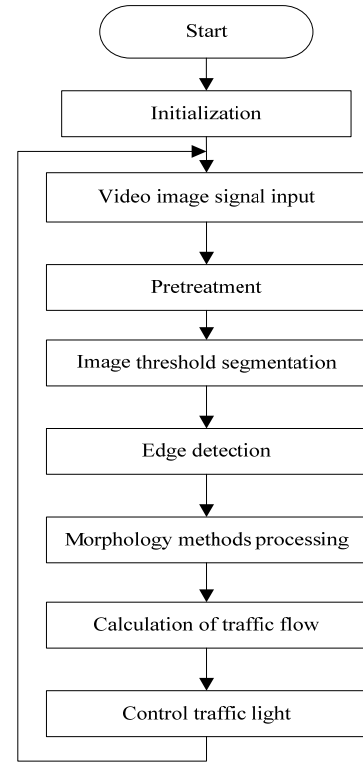 Start
Initialization
Video image signal input
Pretreatment
Image threshold segmentation
Edge detection
Morphology methods processing
Calculation of traffic flow
Control traffic light